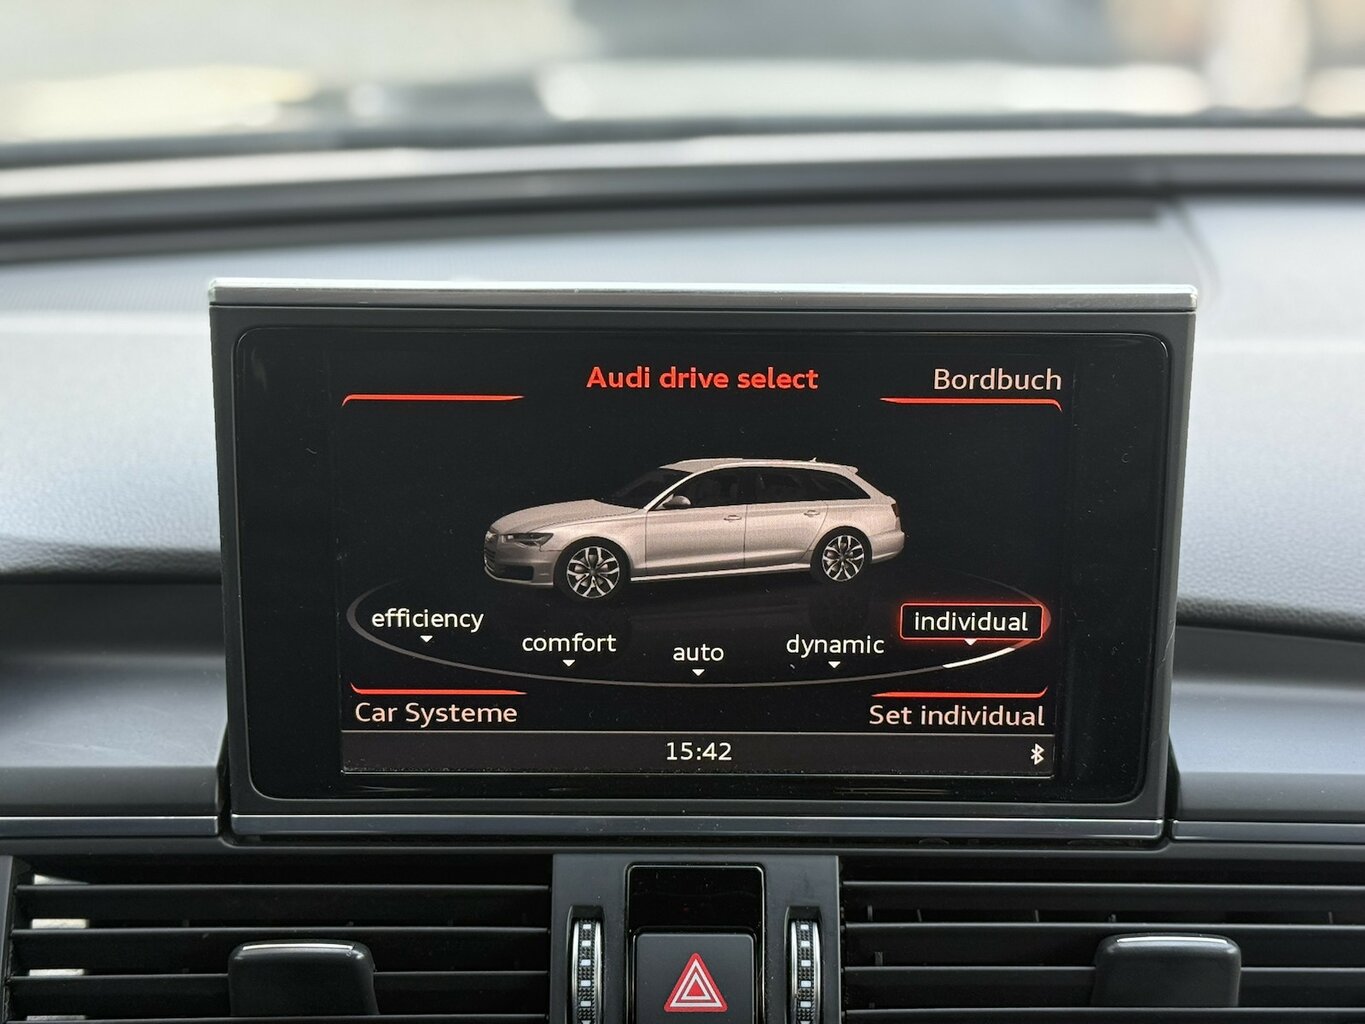 Audi drive select
Bordbuch
efficiency
comfort
auto
dynamic
individual
Car Systeme
Set individual
15:42